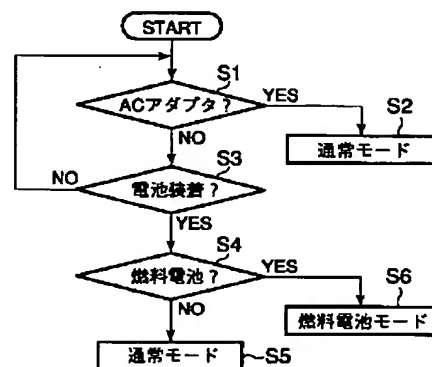 START
S1
ACアダプタ?
YES
NO
S2
通常モード
S3
NO
電池装着?
YES
S4
燃料電池?
YES
NO
S6
燃料電池モード
通常モード
S5